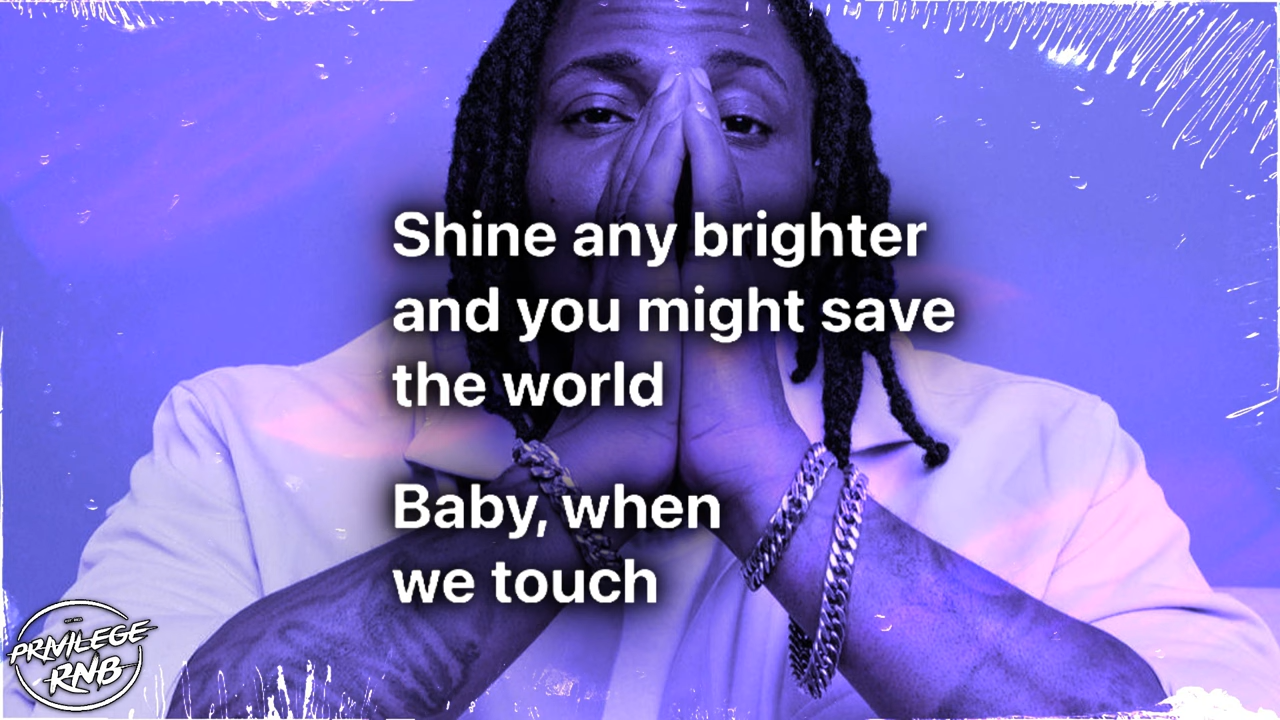 Shine any brighter
and you might save
the world
Baby, when
we touch
PRIVILEGE
RNB